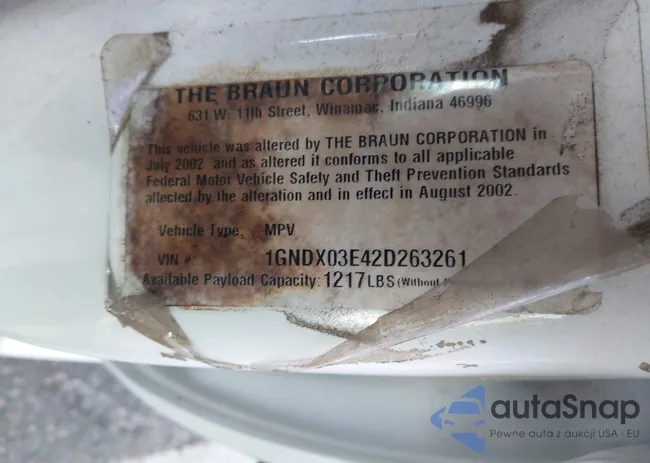 THE BRAUN CORPORATION
631 W. 11th Street, Winamac, Indiana 46996
This vehicle was altered by THE BRAUN CORPORATION in
July 2002 and as altered it conforms to all applicable
Federal Motor Vehicle Safety and Theft Prevention Standards
affected by the alteration and in effect in August 2002.
Vehicle Type: MPV
VIN #: 1GNDX03E42D263261
Available Payload Capacity: 1217LBS (Without
autaSnap
Pewne auta z aukcji USA i EU